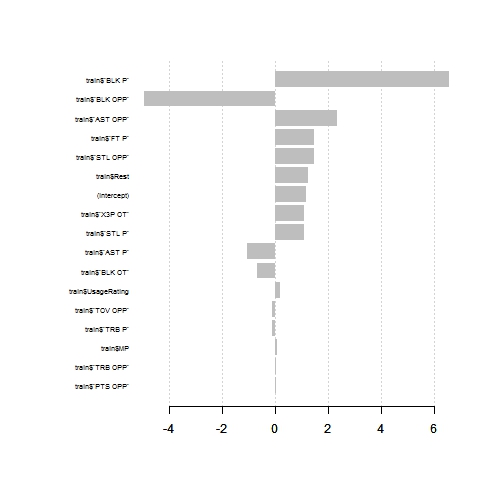 train$`BLK P`
train$`BLK OPP`
train$`AST OPP`
train$`FT P`
train$`STL OPP`
train$Rest
(Intercept)
train$`X3P OT`
train$`STL P`
train$`AST P`
train$`BLK OT`
train$UsageRating
train$`TOV OPP`
train$`TRB P`
train$MP
train$`TRB OPP`
train$`PTS OPP`
-4 -2 0 2 4 6